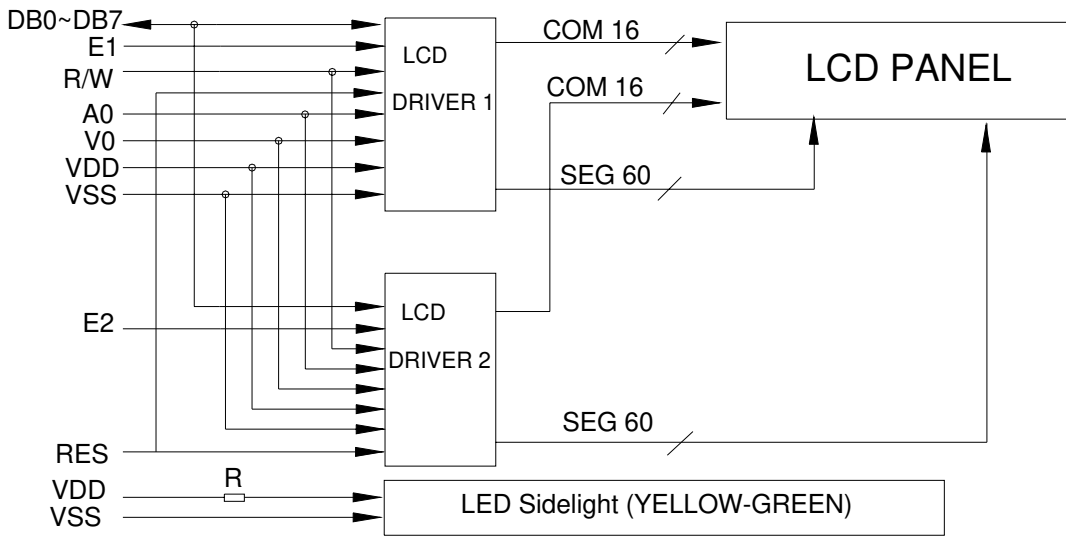 DB0~DB7
E1
R/W
A0
V0
VDD
VSS
LCD
DRIVER 1
COM 16
COM 16
SEG 60
LCD PANEL
E2
LCD
DRIVER 2
SEG 60
RES
VDD
R
VSS
LED Sidelight (YELLOW-GREEN)